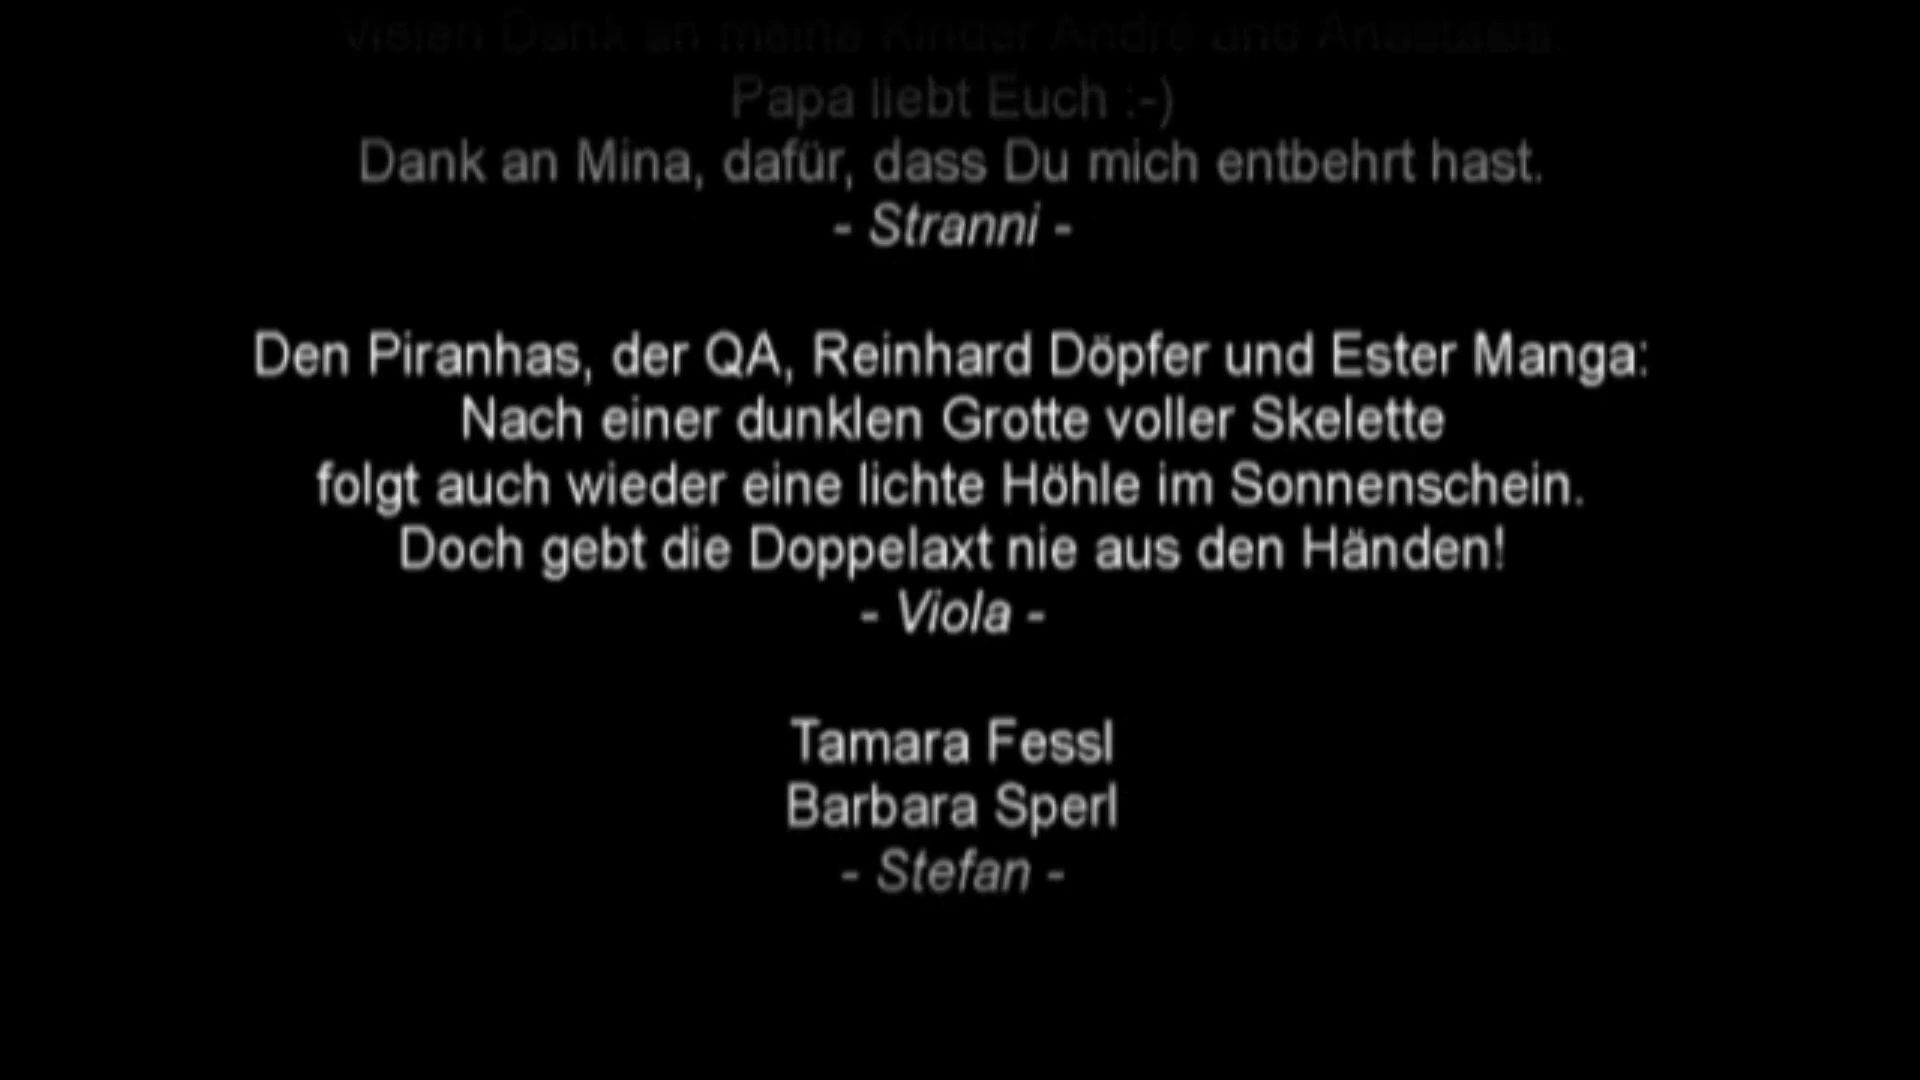 Vielen Dank an meine Kinder André und Anastasia.
Papa liebt Euch :-)
Dank an Mina, dafür, dass Du mich entbehrt hast.
- Stranni -
Den Piranhas, der QA, Reinhard Döpfer und Ester Manga:
Nach einer dunklen Grotte voller Skelette
folgt auch wieder eine lichte Höhle im Sonnenschein.
Doch gebt die Doppelaxt nie aus den Händen!
- Viola -
Tamara Fessl
Barbara Sperl
- Stefan -